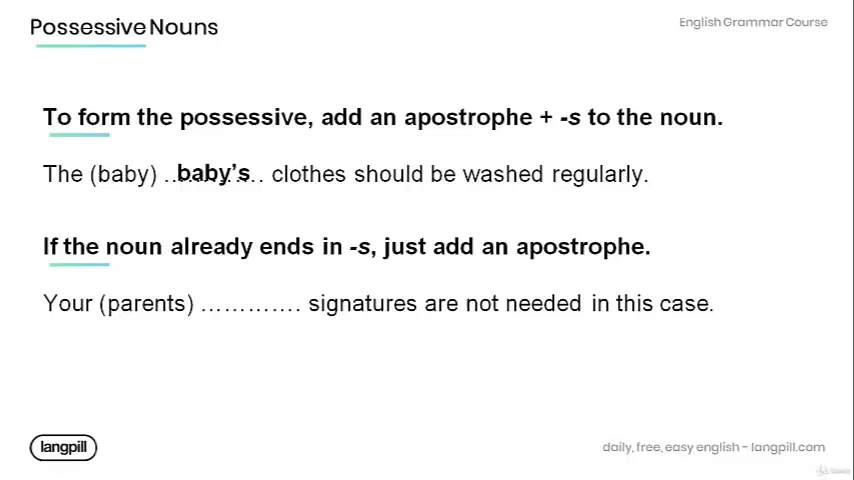 Possessive Nouns
English Grammar Course
To form the possessive, add an apostrophe + -s to the noun.
The (baby) ..baby's.. clothes should be washed regularly.
If the noun already ends in -s, just add an apostrophe.
Your (parents) …………. signatures are not needed in this case.
langpill
daily, free, easy english - langpill.com